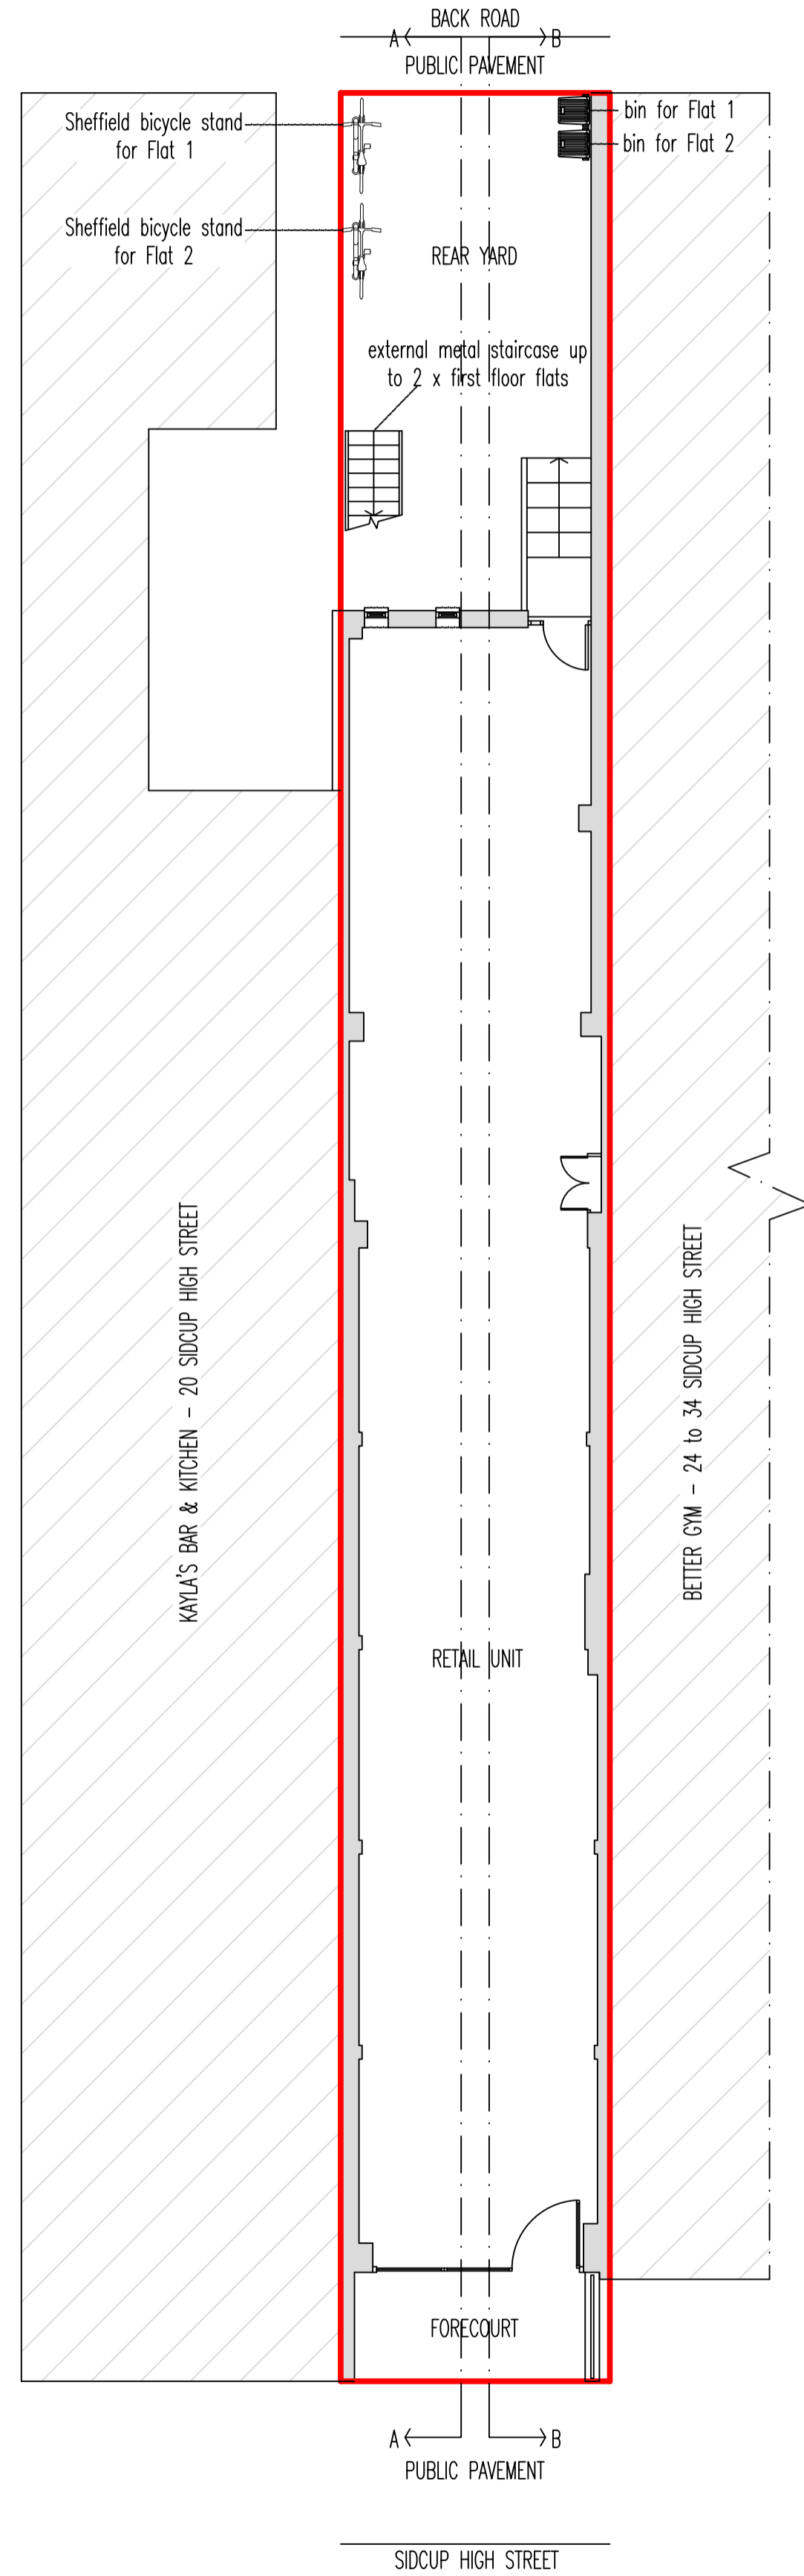 BACK ROAD
A
B
PUBLIC PAVEMENT
Sheffield bicycle stand
for Flat 1
bin for Flat 1
bin for Flat 2
Sheffield bicycle stand
for Flat 2
REAR YARD
external metal staircase up
to 2 x first floor flats
KAYLA'S BAR & KITCHEN - 20 SIDCUP HIGH STREET
BETTER GYM - 24 to 34 SIDCUP HIGH STREET
RETAIL UNIT
FORECOURT
A
B
PUBLIC PAVEMENT
SIDCUP HIGH STREET